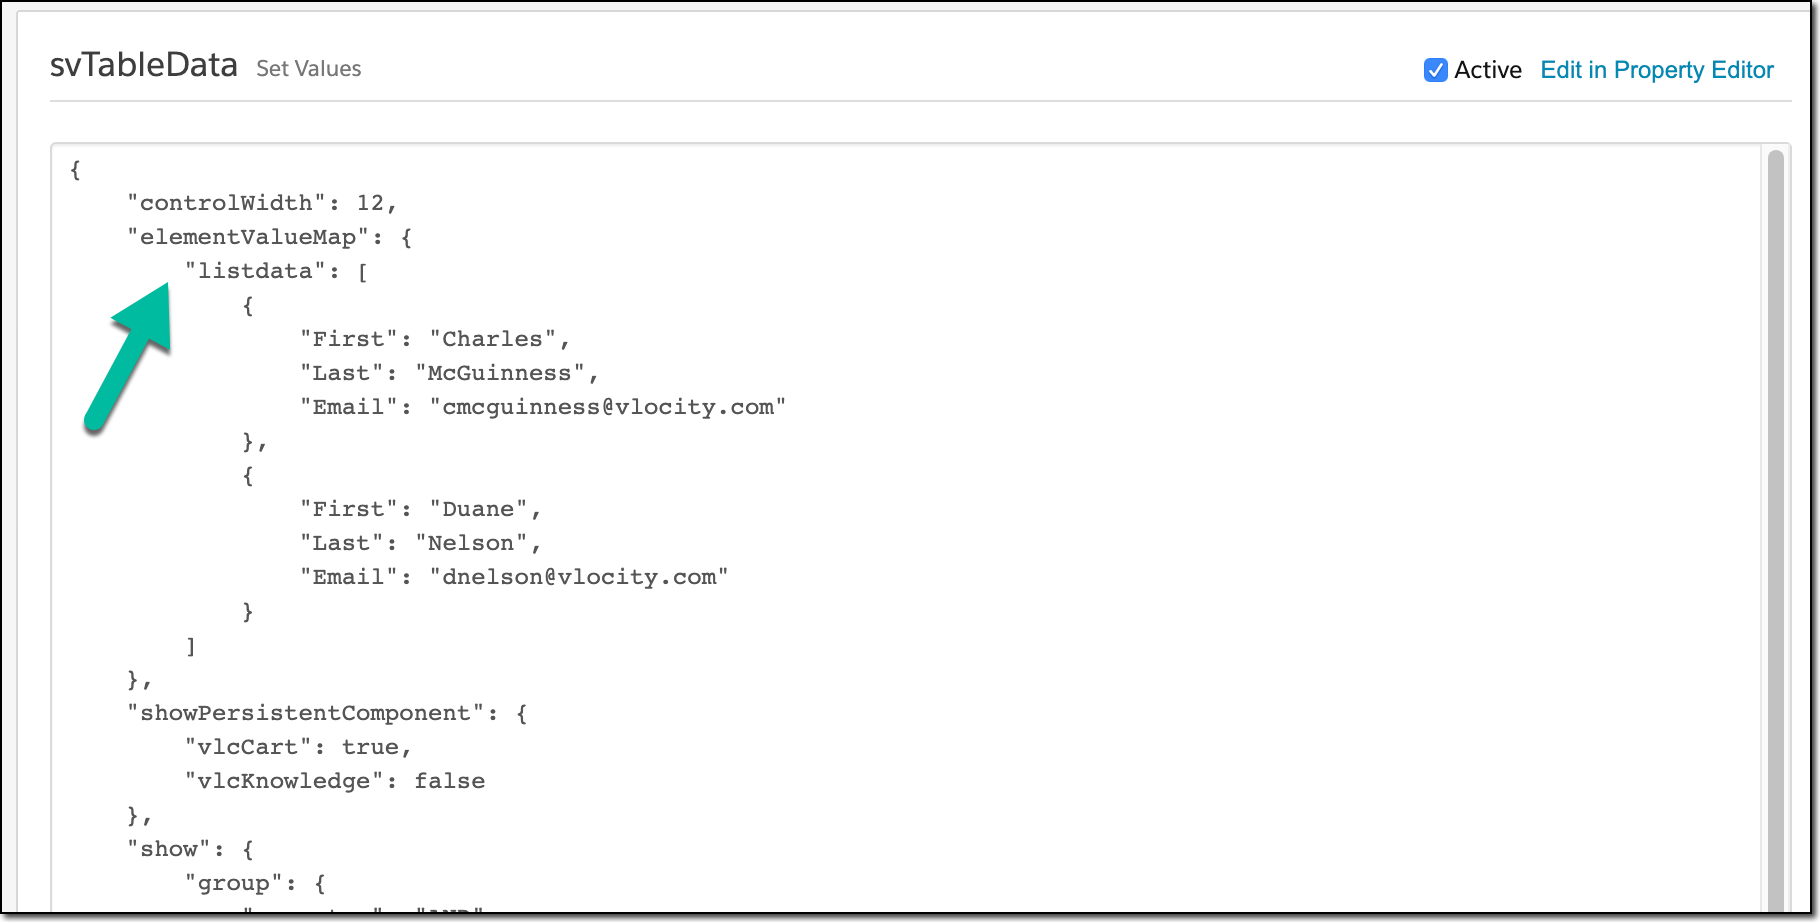 svTableData Set Values Active Edit in Property Editor
{
"controlWidth": 12,
"elementValueMap": {
"listdata": [
{
"First": "Charles",
"Last": "McGuinness",
"Email": "cmcguinness@vlocity.com"
},
{
"First": "Duane",
"Last": "Nelson",
"Email": "dnelson@vlocity.com"
}
]
},
"showPersistentComponent": {
"vlcCart": true,
"vlcKnowledge": false
},
"show": {
"group": {